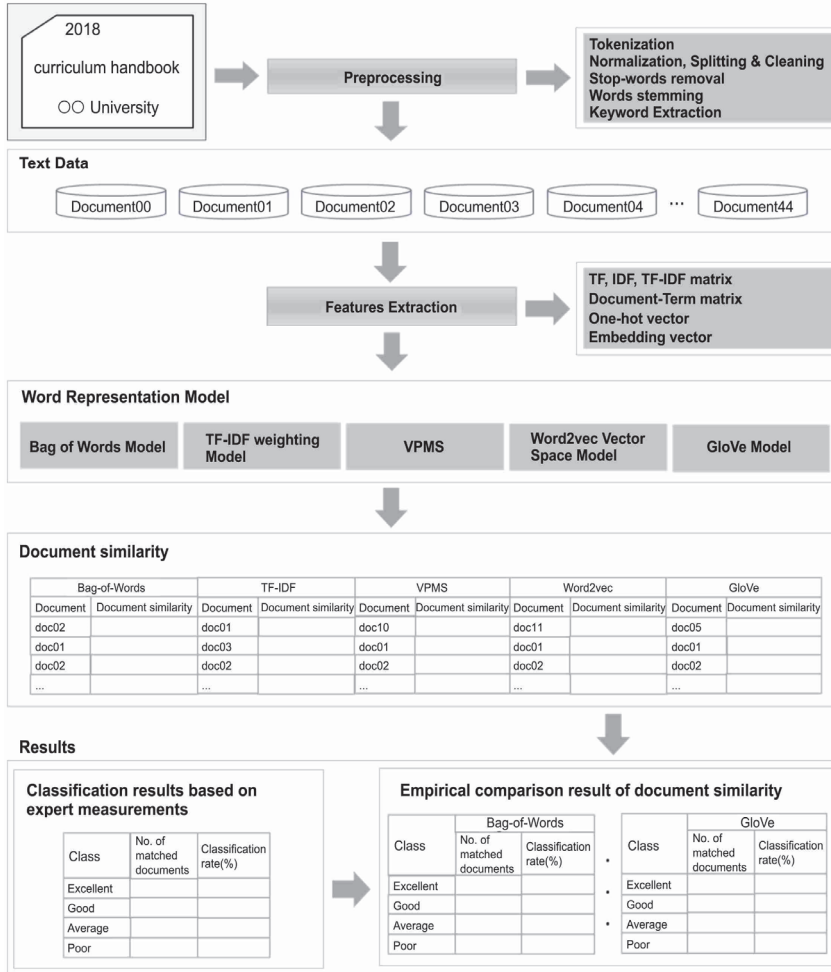 2018
curriculum handbook
○○ University
Preprocessing
Tokenization
Normalization, Splitting & Cleaning
Stop-words removal
Words stemming
Keyword Extraction
Text Data
Document00 Document01 Document02 Document03 Document04 ... Document44
Features Extraction
TF, IDF, TF-IDF matrix
Document-Term matrix
One-hot vector
Embedding vector
Word Representation Model
Bag of Words Model
TF-IDF weighting
Model
VPMS
Word2vec Vector
Space Model
GloVe Model
Document similarity
Bag-of-Words TF-IDF VPMS Word2vec GloVe
Document Document similarity Document Document similarity Document Document similarity Document Document similarity Document Document similarity
doc02 doc01 doc10 doc11 doc05
doc01 doc03 doc01 doc01 doc01
doc02 doc02 doc02 doc02 doc02
... ... ... ... ...
Results
Classification results based on
expert measurements
Class
No. of
matched
documents
Classification
rate(%)
Excellent
Good
Average
Poor
Empirical comparison result of document similarity
Bag-of-Words
Class
No. of
matched
documents
Classification
rate(%)
Excellent
Good
Average
Poor
• • •
GloVe
Class
No. of
matched
documents
Classification
rate(%)
Excellent
Good
Average
Poor